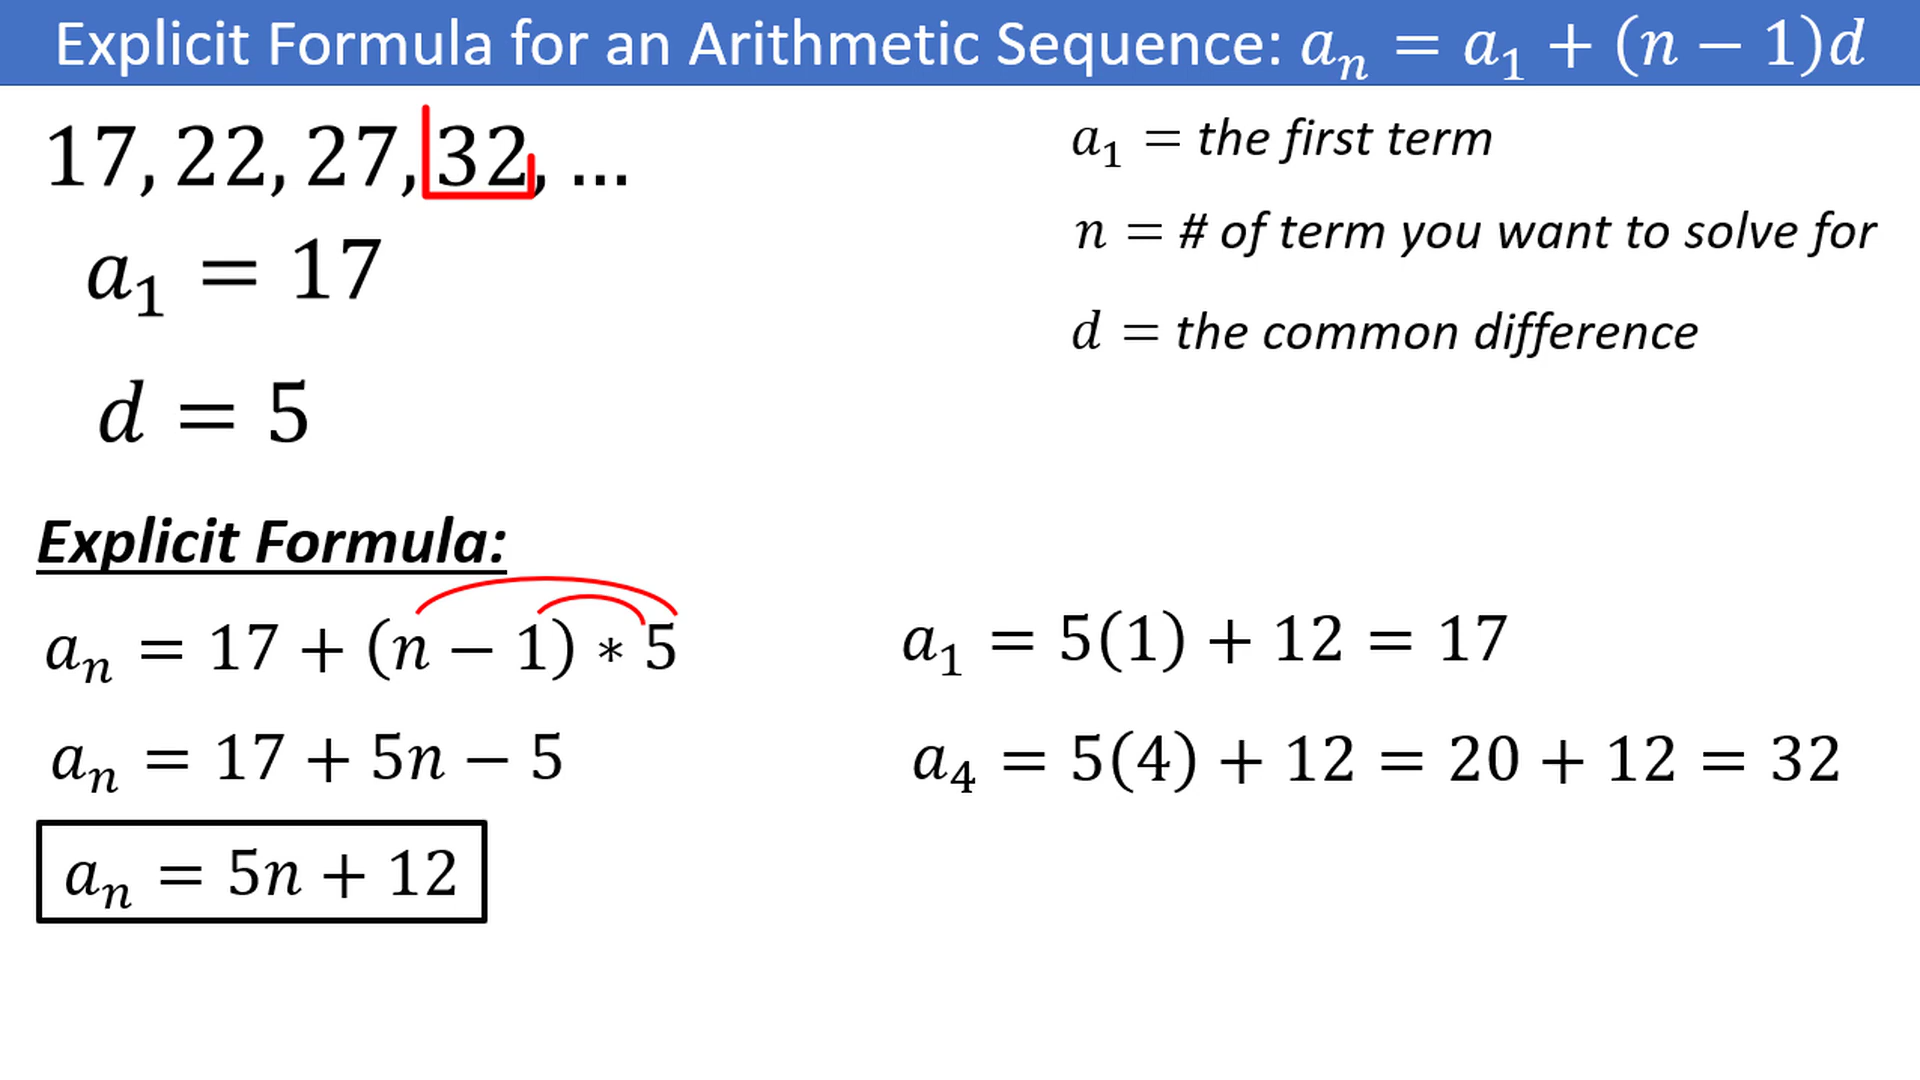 Explicit Formula for an Arithmetic Sequence: aₙ = a₁ + (n − 1)d
17, 22, 27, 32, ...
a₁ = 17
d = 5
a₁ = the first term
n = # of term you want to solve for
d = the common difference
Explicit Formula:
aₙ = 17 + (n − 1) * 5
aₙ = 17 + 5n − 5
aₙ = 5n + 12
a₁ = 5(1) + 12 = 17
a₄ = 5(4) + 12 = 20 + 12 = 32